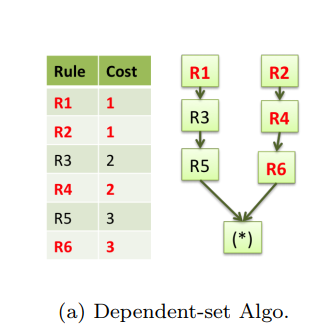 Rule Cost
R1 1
R2 1
R3 2
R4 2
R5 3
R6 3
R1 R2
R3 R4
R5 R6
(*)
(a) Dependent-set Algo.